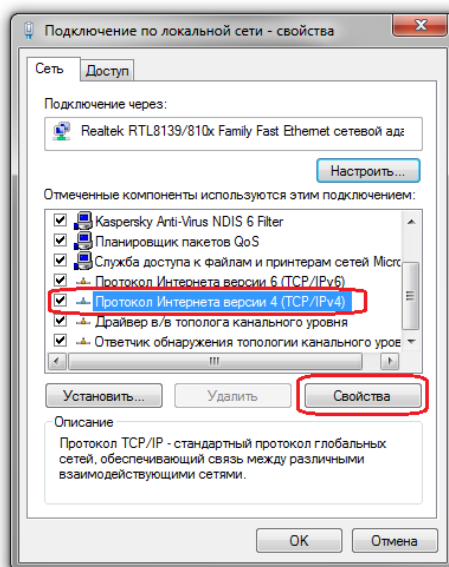 Подключение по локальной сети - свойства
Сеть Доступ
Подключение через:
Realtek RTL8139/810x Family Fast Ethernet сетевой ада
Настроить...
Отмеченные компоненты используются этим подключением:
Kaspersky Anti-Virus NDIS 6 Filter
Планировщик пакетов QoS
Служба доступа к файлам и принтерам сетей Micro
Протокол Интернета версии 6 (TCP/IPv6)
Протокол Интернета версии 4 (TCP/IPv4)
Драйвер в/в тополога канального уровня
Ответчик обнаружения топологии канального уров
Установить... Удалить Свойства
Описание
Протокол TCP/IP - стандартный протокол глобальных
сетей, обеспечивающий связь между различными
взаимодействующими сетями.
OK Отмена